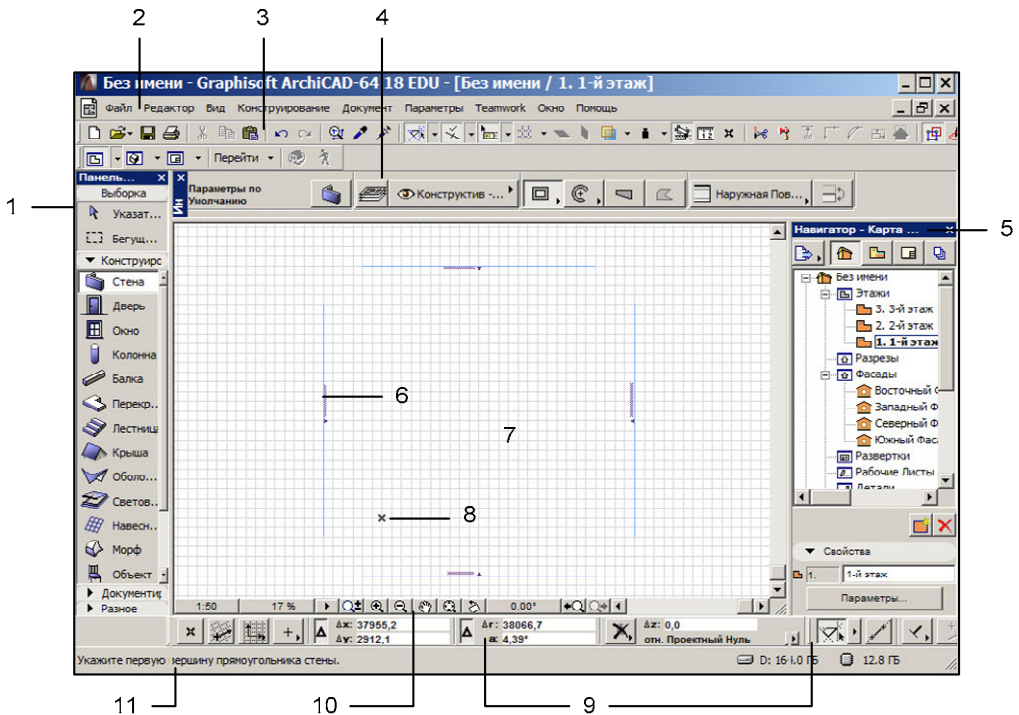 2
3
4
Без имени - Graphisoft ArchiCAD-64 18 EDU - [Без имени / 1. 1-й этаж]
Файл Редактор Вид Конструирование Документ Параметры Teamwork Окно Помощь
Перейти
Панель...
Выборка
1
Указат...
Бегущ...
Конструирс
Стена
Дверь
Окно
Колонна
Балка
Перекр...
Лестница
Крыша
Оболо...
Светов...
Навесн...
Морф
Объект
Документир
Разное
Ин
Параметры по
Умолчанию
Конструктив -...
Наружная Пов...
5
Навигатор - Карта ...
Без имени
Этажи
3. 3-й этаж
2. 2-й этаж
1. 1-й этаж
Разрезы
Фасады
Восточный Ф
Западный Ф
Северный Ф
Южный Фас
Развертки
Рабочие Листы
Детали
Свойства
1.
1-й этаж
Параметры...
6
7
8
1:50
17 %
0.00°
Δx: 37955,2
Δy: 2912,1
Δr: 38066,7
a: 4,39°
Δz: 0,0
отн. Проектный Нуль
Укажите первую вершину прямоугольника стены.
12.8 ГБ
11
10
9